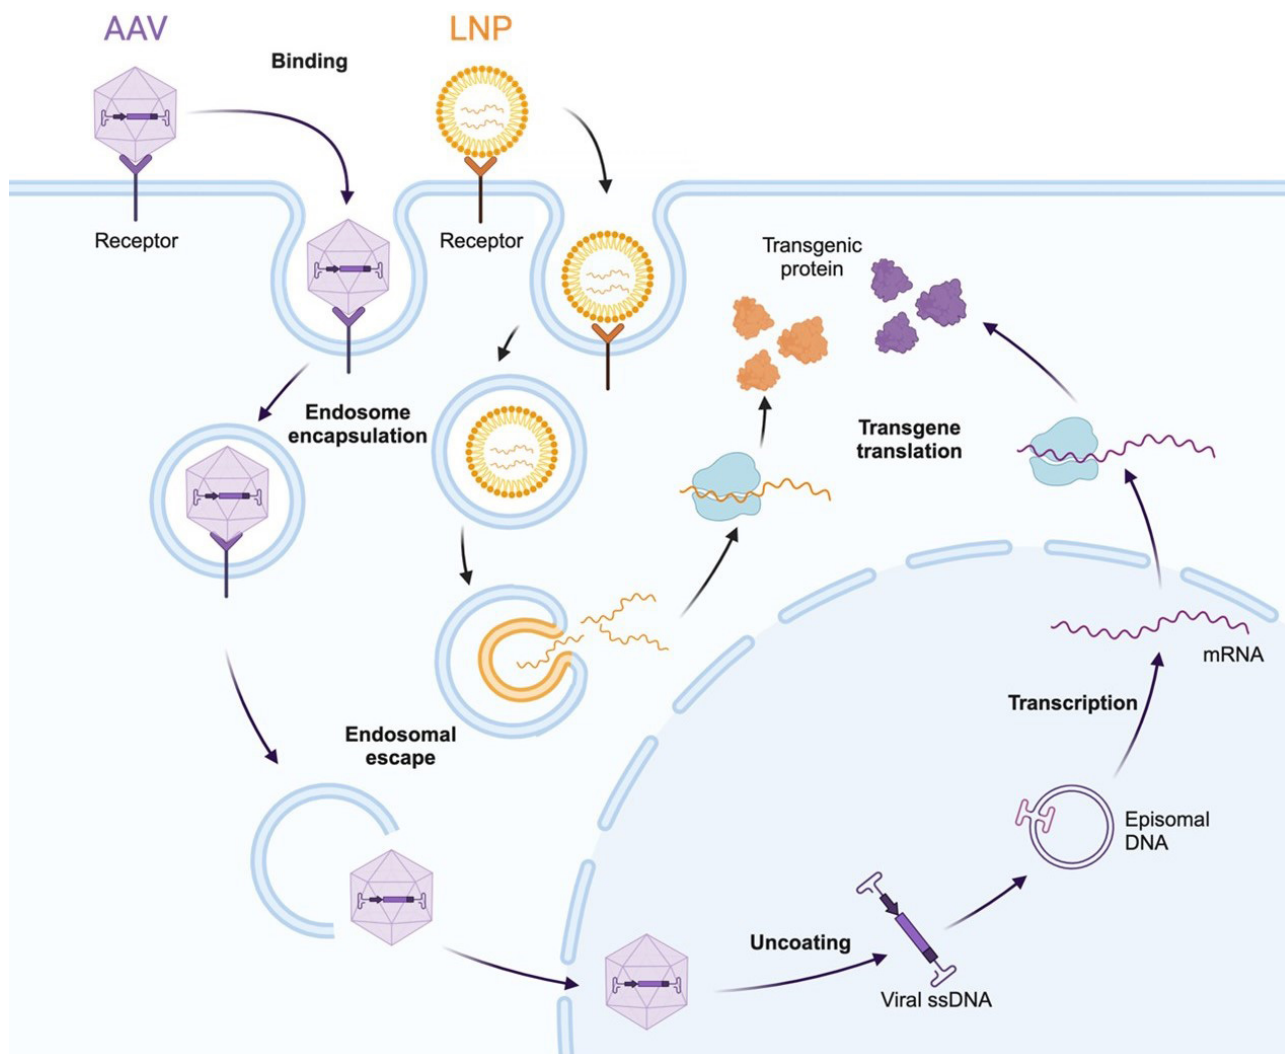 AAV
LNP
Binding
Receptor
Receptor
Transgenic
protein
Endosome
encapsulation
Transgene
translation
mRNA
Transcription
Endosomal
escape
Episomal
DNA
Uncoating
Viral ssDNA